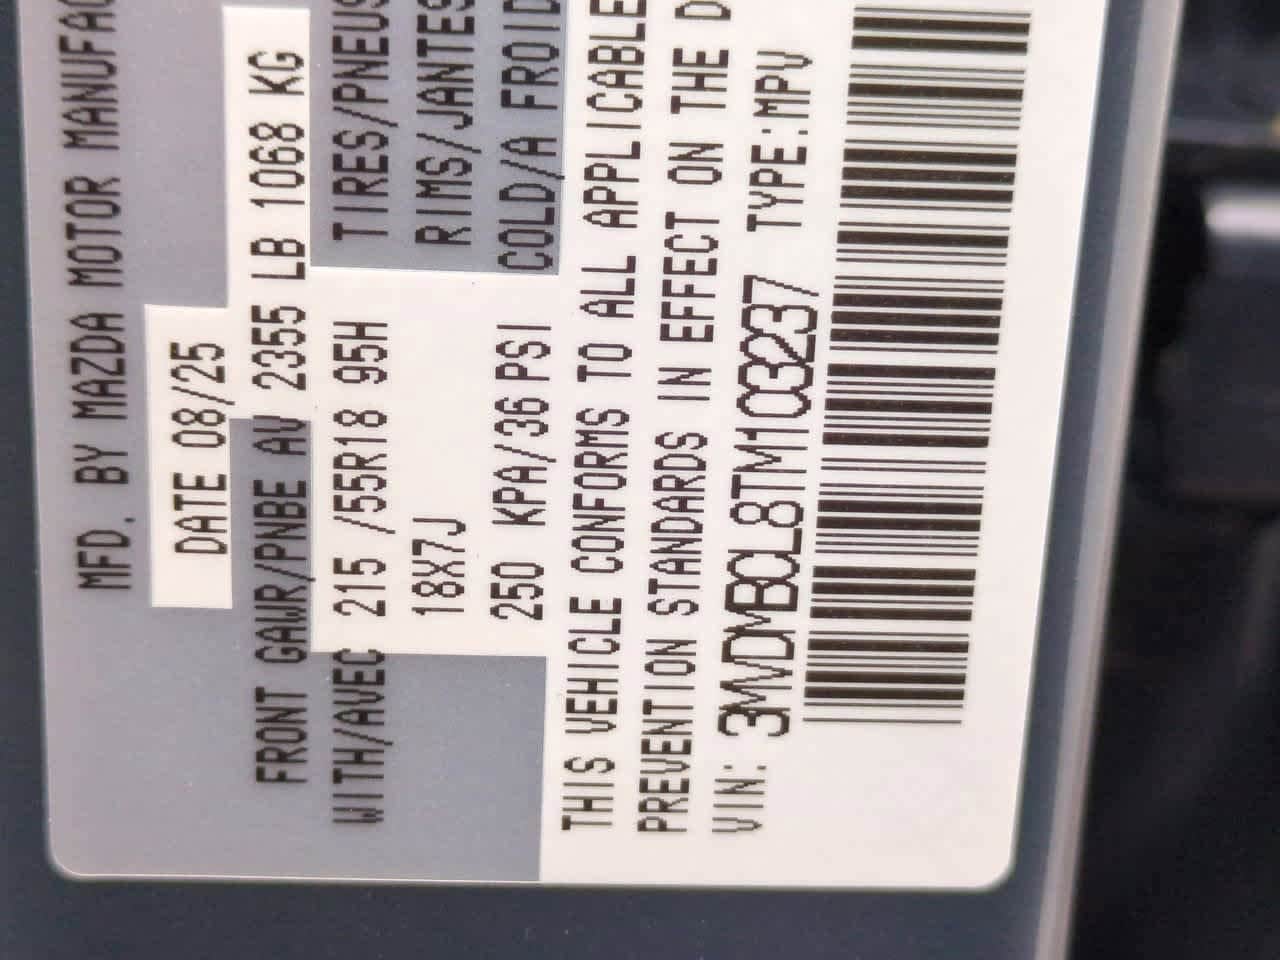 MFD. BY MAZDA MOTOR MANUFAC
DATE 08/25
FRONT GAWR/PNBE AV 2355 LB 1068 KG
WITH/AVEC 215 /55R18 95H TIRES/PNEUS
18X7J RIMS/JANTES
250 KPA/36 PSI COLD/A FROID
THIS VEHICLE CONFORMS TO ALL APPLICABLE
PREVENTION STANDARDS IN EFFECT ON THE D
VIN: 3MVDMBCL8TM103237 TYPE:MPV